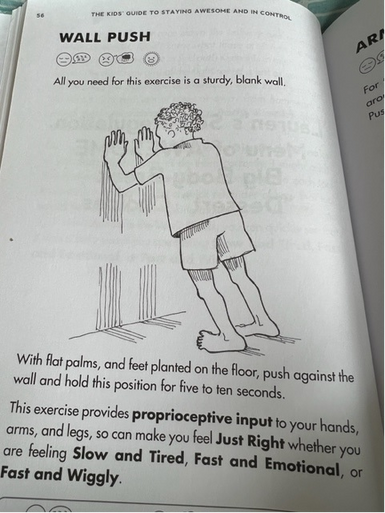 58
THE KIDS' GUIDE TO STAYING AWESOME AND IN CONTROL
WALL PUSH
All you need for this exercise is a sturdy, blank wall.
With flat palms, and feet planted on the floor, push against the
wall and hold this position for five to ten seconds.
This exercise provides proprioceptive input to your hands,
arms, and legs, so can make you feel Just Right whether you
are feeling Slow and Tired, Fast and Emotional, or
Fast and Wiggly.
AR
For
aro
Pus